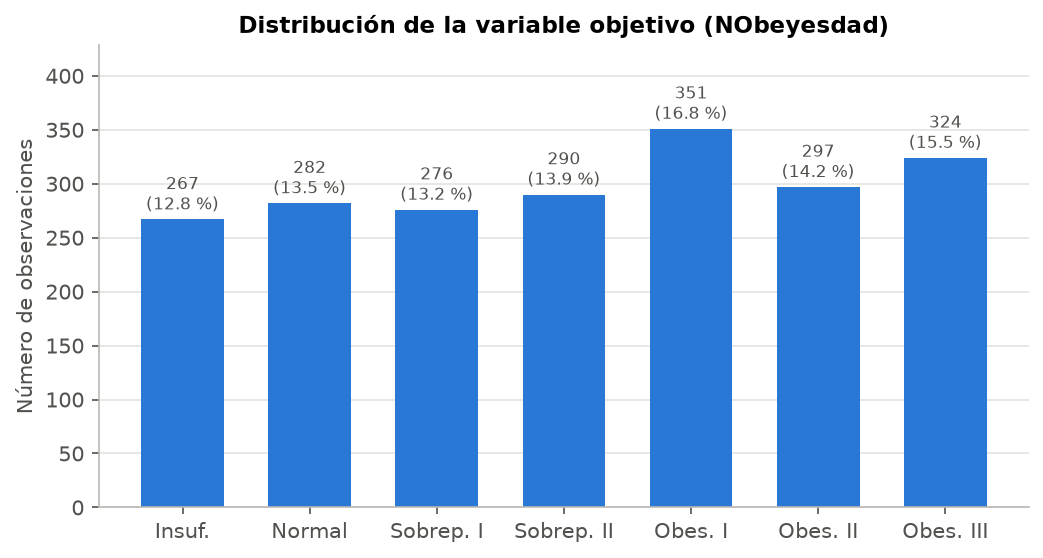 Distribución de la variable objetivo (NObeyesdad)
Número de observaciones
400
350
300
250
200
150
100
50
0
267
(12.8 %)
282
(13.5 %)
276
(13.2 %)
290
(13.9 %)
351
(16.8 %)
297
(14.2 %)
324
(15.5 %)
Insuf.
Normal
Sobrep. I
Sobrep. II
Obes. I
Obes. II
Obes. III